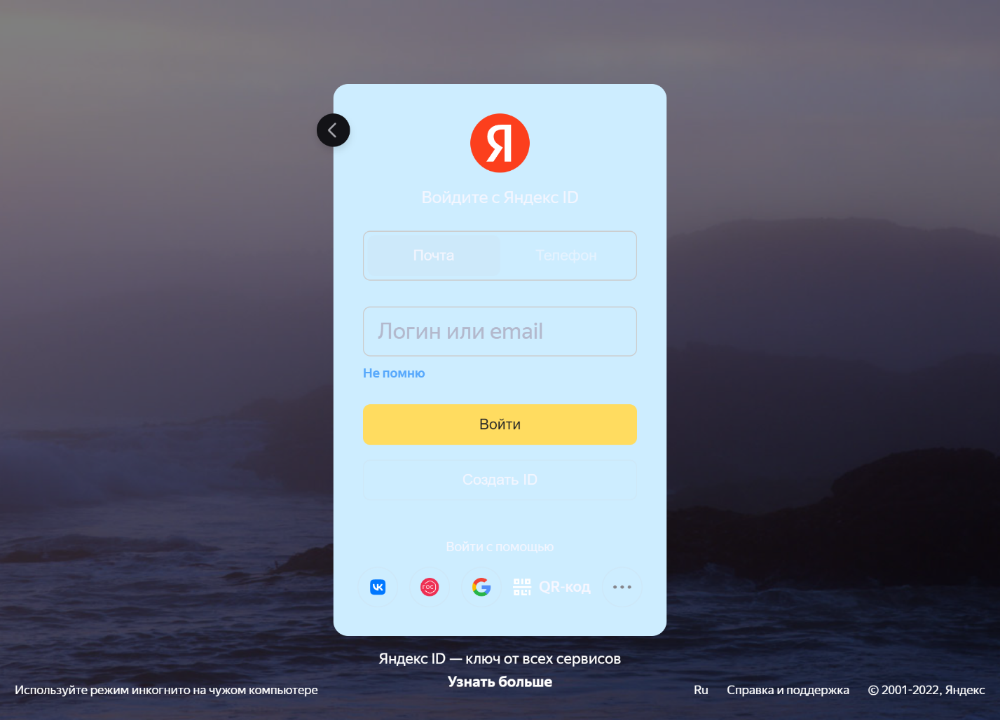 Я
Войдите с Яндекс ID
Почта
Телефон
Логин или email
Не помню
Войти
Создать ID
Войти с помощью
ГОС
QR-код
Яндекс ID — ключ от всех сервисов
Узнать больше
Используйте режим инкогнито на чужом компьютере
Ru
Справка и поддержка
© 2001-2022, Яндекс